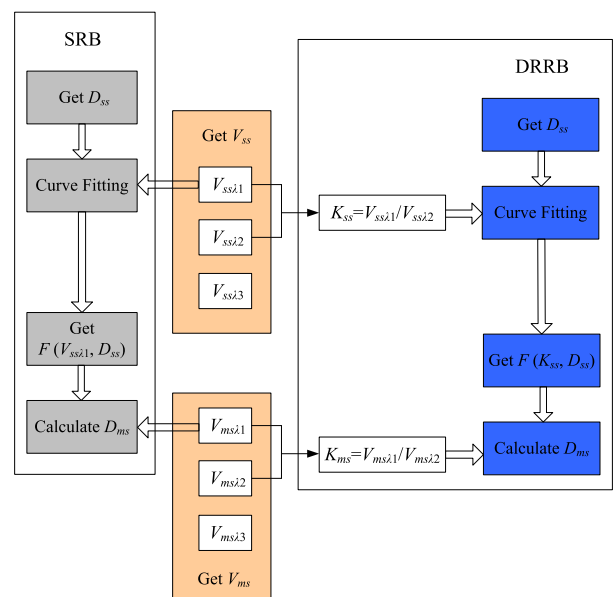 SRB
Get D_ss
Curve Fitting
Get
F (V_ssλ1, D_ss)
Calculate D_ms
Get V_ss
V_ssλ1
V_ssλ2
V_ssλ3
V_msλ1
V_msλ2
V_msλ3
Get V_ms
K_ss=V_ssλ1/V_ssλ2
K_ms=V_msλ1/V_msλ2
DRRB
Get D_ss
Curve Fitting
Get F (K_ss, D_ss)
Calculate D_ms